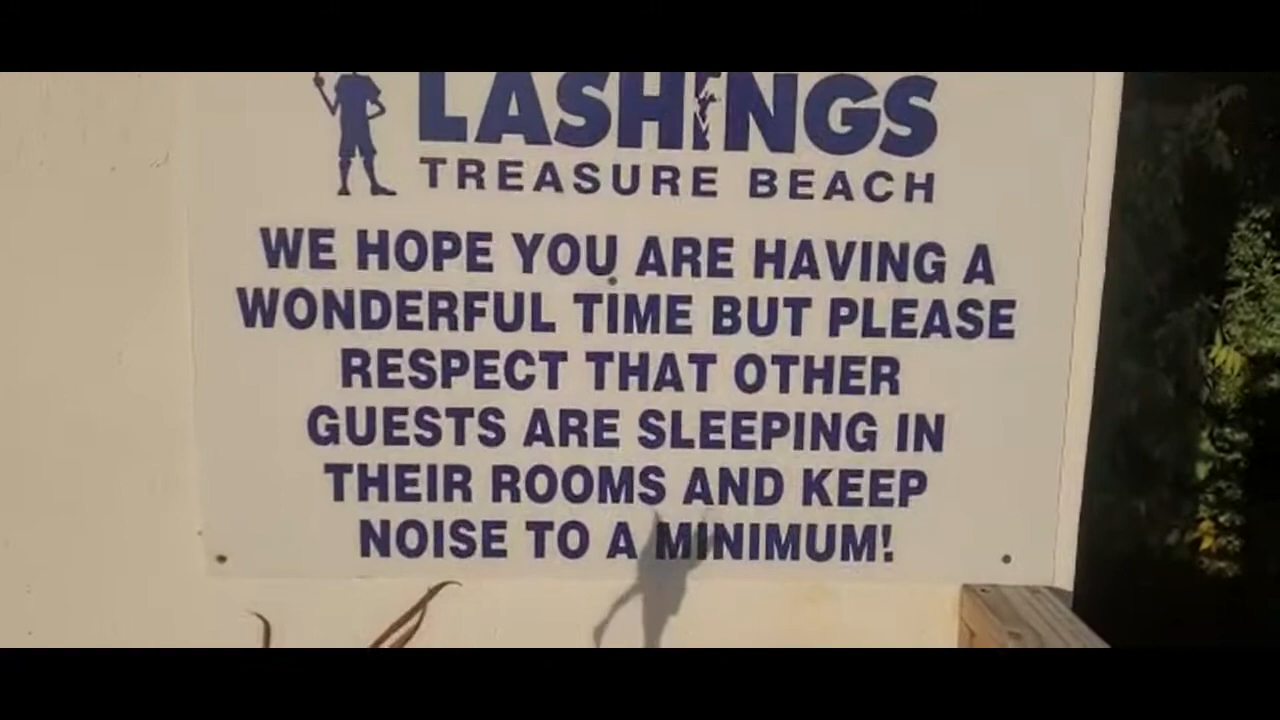 LASHINGS
TREASURE BEACH
WE HOPE YOU ARE HAVING A
WONDERFUL TIME BUT PLEASE
RESPECT THAT OTHER
GUESTS ARE SLEEPING IN
THEIR ROOMS AND KEEP
NOISE TO A MINIMUM!